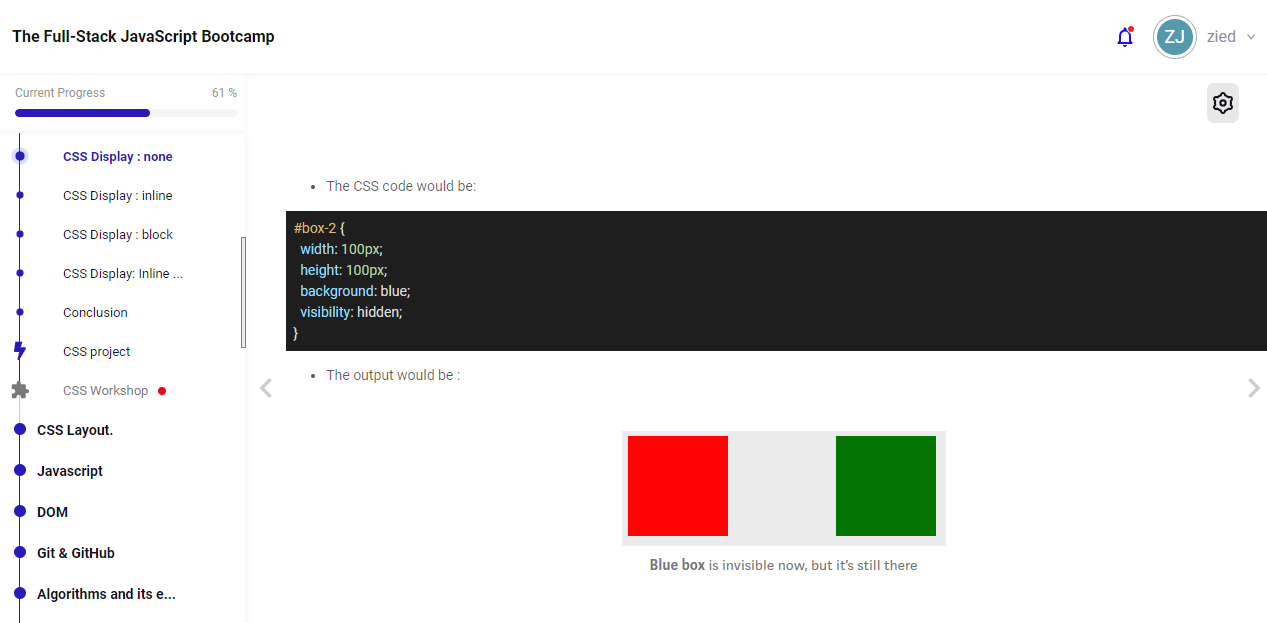 The Full-Stack JavaScript Bootcamp
ZJ
zied
Current Progress
61 %
CSS Display : none
CSS Display : inline
CSS Display : block
CSS Display: Inline ...
Conclusion
CSS project
CSS Workshop
CSS Layout.
Javascript
DOM
Git & GitHub
Algorithms and its e...
The CSS code would be:
#box-2 {
width: 100px;
height: 100px;
background: blue;
visibility: hidden;
}
The output would be :
Blue box is invisible now, but it's still there